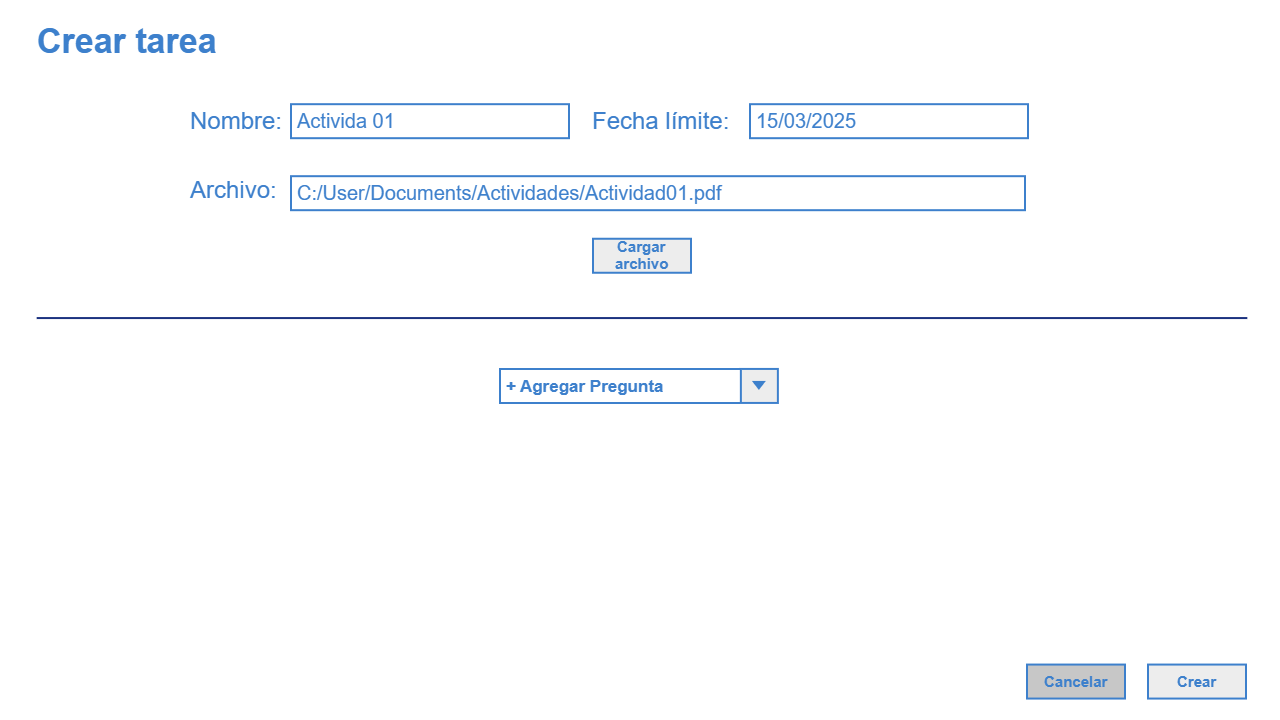 Crear tarea
Nombre: Activida 01 Fecha límite: 15/03/2025
Archivo: C:/User/Documents/Actividades/Actividad01.pdf
Cargar
archivo
+ Agregar Pregunta
Cancelar Crear